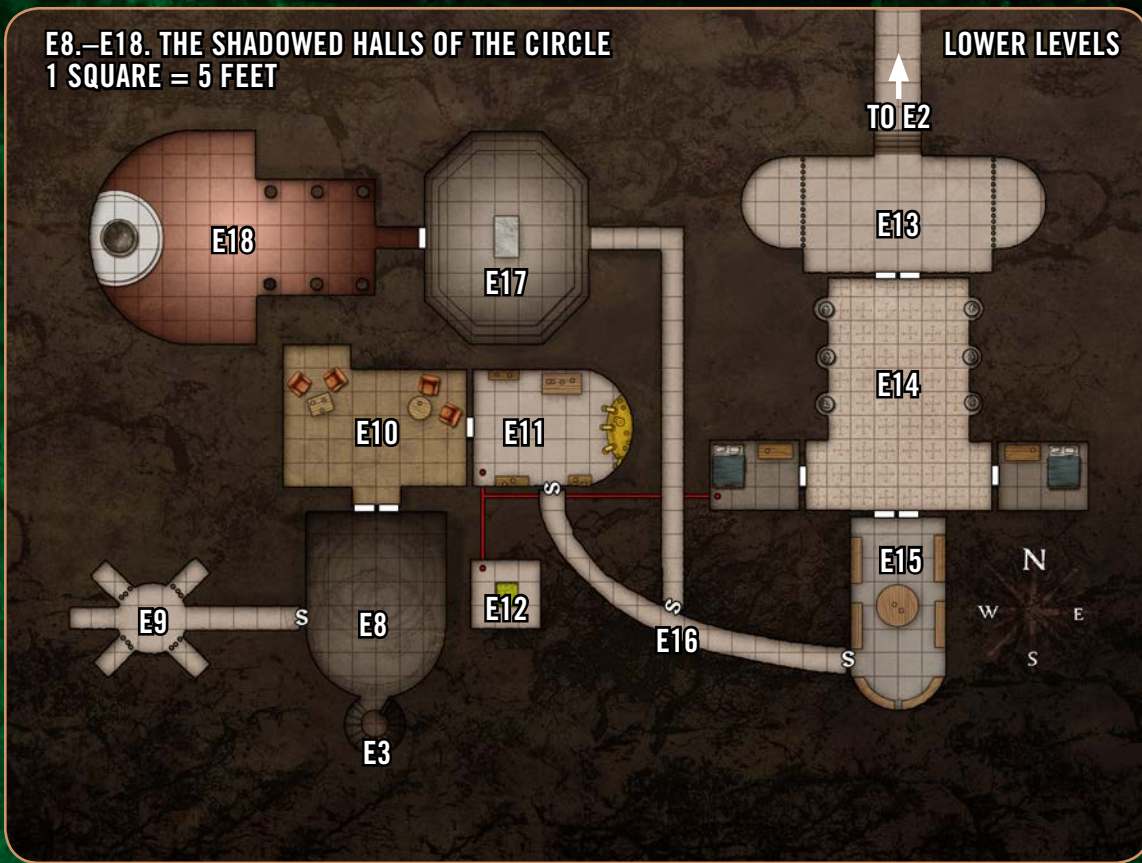 E8.–E18. THE SHADOWED HALLS OF THE CIRCLE
1 SQUARE = 5 FEET
LOWER LEVELS
TO E2
E13
E18
E17
E14
E10
E11
S
E15
N
E12
E9
S
E8
S
E16
W
E
S
S
E3